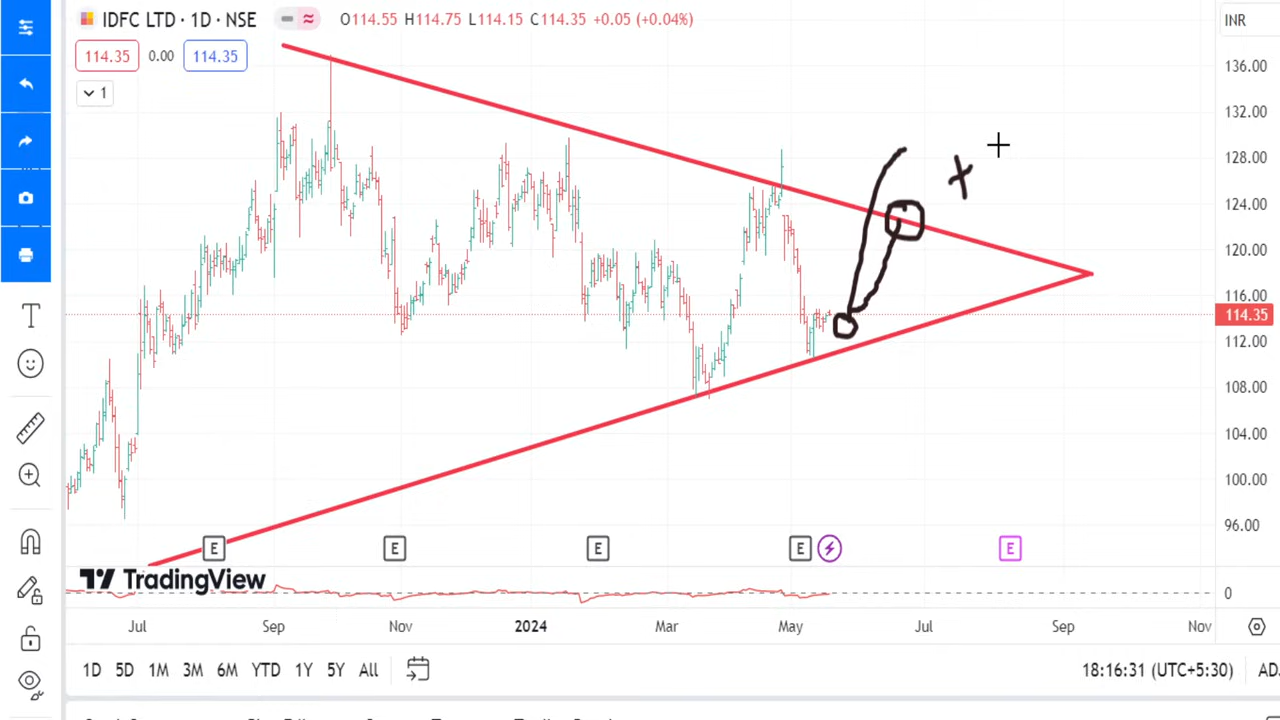 IDFC LTD · 1D · NSE
O114.55 H114.75 L114.15 C114.35 +0.05 (+0.04%)
INR
114.35 0.00 114.35
1
136.00
132.00
128.00
124.00
120.00
116.00
114.35
112.00
108.00
104.00
100.00
96.00
E E E E E
TradingView
0
Jul Sep Nov 2024 Mar May Jul Sep Nov
1D 5D 1M 3M 6M YTD 1Y 5Y All
18:16:31 (UTC+5:30)